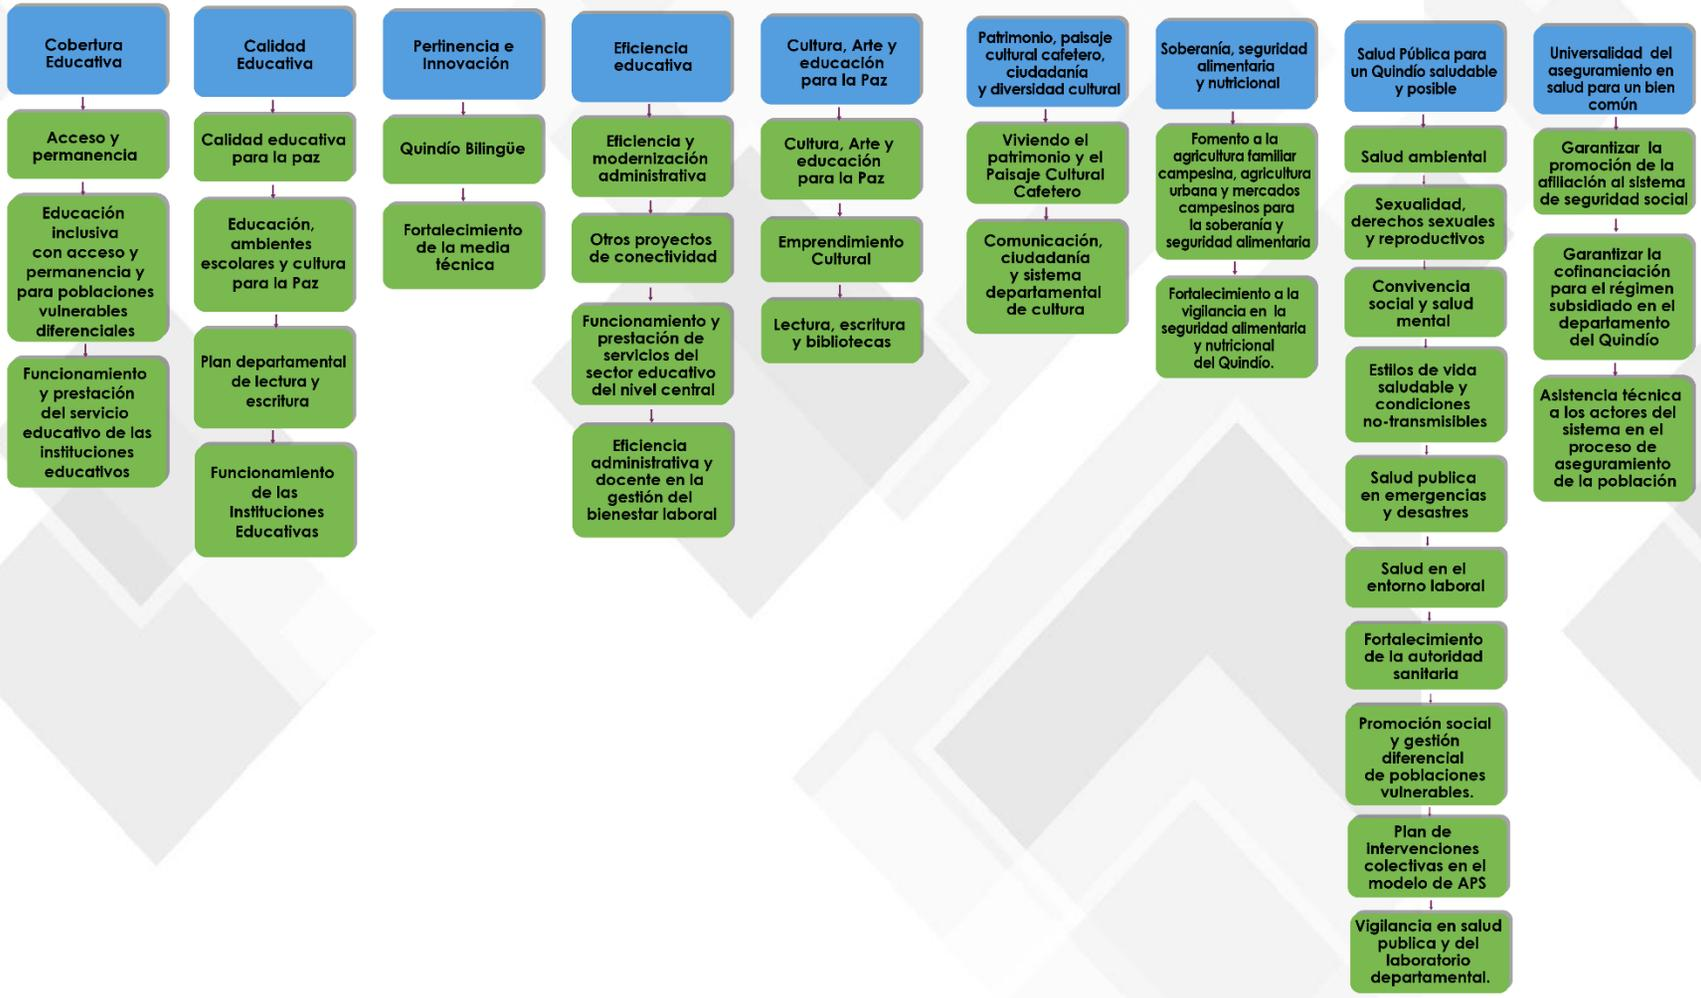 Cobertura
Educativa
Acceso y
permanencia
Educación
inclusiva
con acceso y
permanencia y
para poblaciones
vulnerables
diferenciales
Funcionamiento
y prestación
del servicio
educativo de las
instituciones
educativos
Calidad
Educativa
Calidad educativa
para la paz
Educación,
ambientes
escolares y cultura
para la Paz
Plan departamental
de lectura y
escritura
Funcionamiento
de las
Instituciones
Educativas
Pertinencia e
Innovación
Quindío Bilingüe
Fortalecimiento
de la media
técnica
Eficiencia
educativa
Eficiencia y
modernización
administrativa
Otros proyectos
de conectividad
Funcionamiento y
prestación de
servicios del
sector educativo
del nivel central
Eficiencia
administrativa y
docente en la
gestión del
bienestar laboral
Cultura, Arte y
educación
para la Paz
Cultura, Arte y
educación
para la Paz
Emprendimiento
Cultural
Lectura, escritura
y bibliotecas
Patrimonio, paisaje
cultural cafetero,
ciudadanía
y diversidad cultural
Viviendo el
patrimonio y el
Paisaje Cultural
Cafetero
Comunicación,
ciudadanía
y sistema
departamental
de cultura
Soberanía, seguridad
alimentaria
y nutricional
Fomento a la
agricultura familiar
campesina, agricultura
urbana y mercados
campesinos para
la soberanía y
seguridad alimentaria
Fortalecimiento a la
vigilancia en la
seguridad alimentaria
y nutricional
del Quindío.
Salud Pública para
un Quindío saludable
y posible
Salud ambiental
Sexualidad,
derechos sexuales
y reproductivos
Convivencia
social y salud
mental
Estilos de vida
saludable y
condiciones
no-transmisibles
Salud publica
en emergencias
y desastres
Salud en el
entorno laboral
Fortalecimiento
de la autoridad
sanitaria
Promoción social
y gestión
diferencial
de poblaciones
vulnerables.
Plan de
intervenciones
colectivas en el
modelo de APS
Vigilancia en salud
publica y del
laboratorio
departamental.
Universalidad del
aseguramiento en
salud para un bien
común
Garantizar la
promoción de la
afiliación al sistema
de seguridad social
Garantizar la
cofinanciación
para el régimen
subsidiado en el
departamento
del Quindío
Asistencia técnica
a los actores del
sistema en el
proceso de
aseguramiento
de la población